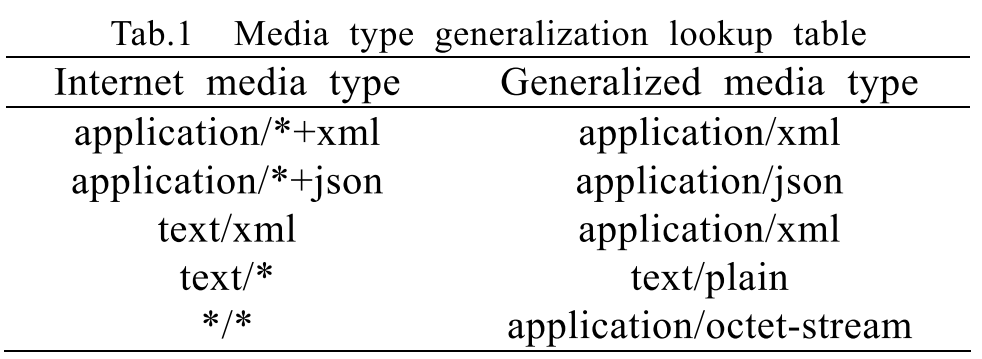 Tab.1 Media type generalization lookup table
Internet media type Generalized media type
application/*+xml application/xml
application/*+json application/json
text/xml application/xml
text/* text/plain
*/* application/octet-stream